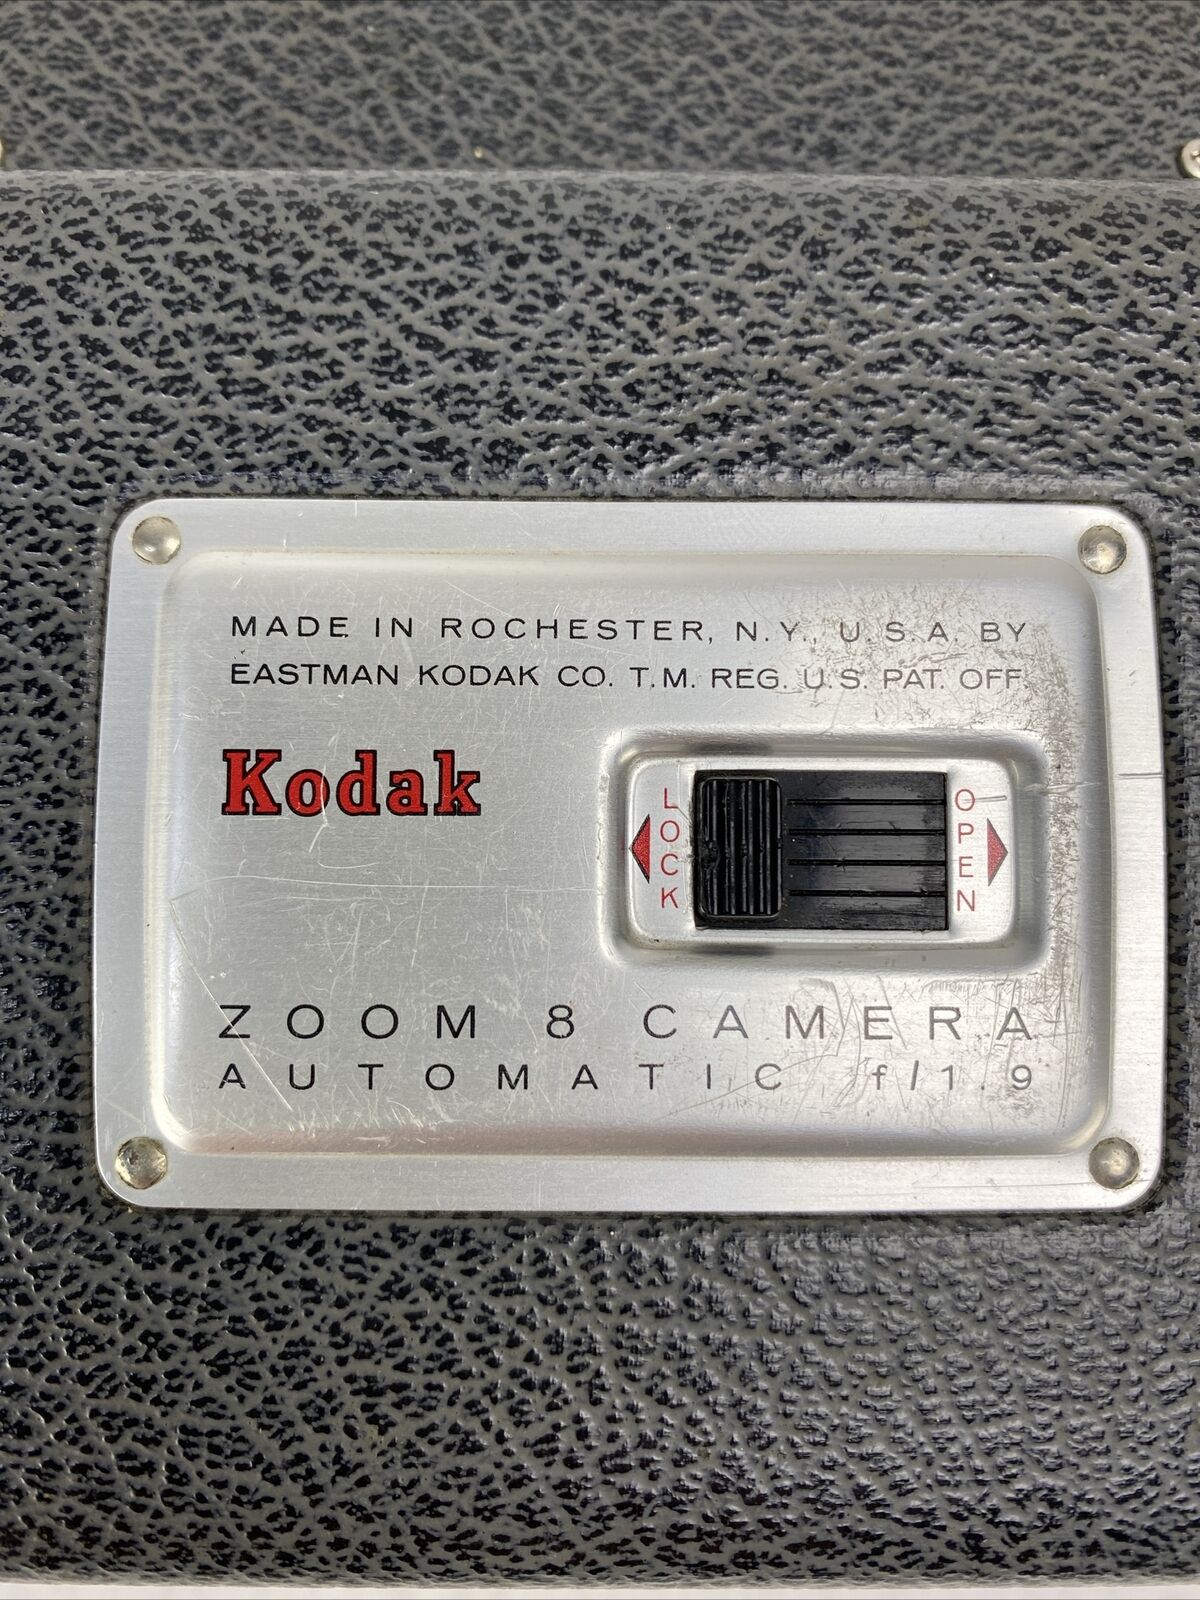 MADE IN ROCHESTER, N.Y., U.S.A. BY
EASTMAN KODAK CO. T.M. REG. U.S. PAT. OFF.
Kodak
LOCK
OPEN
ZOOM 8 CAMERA
AUTOMATIC f/1.9